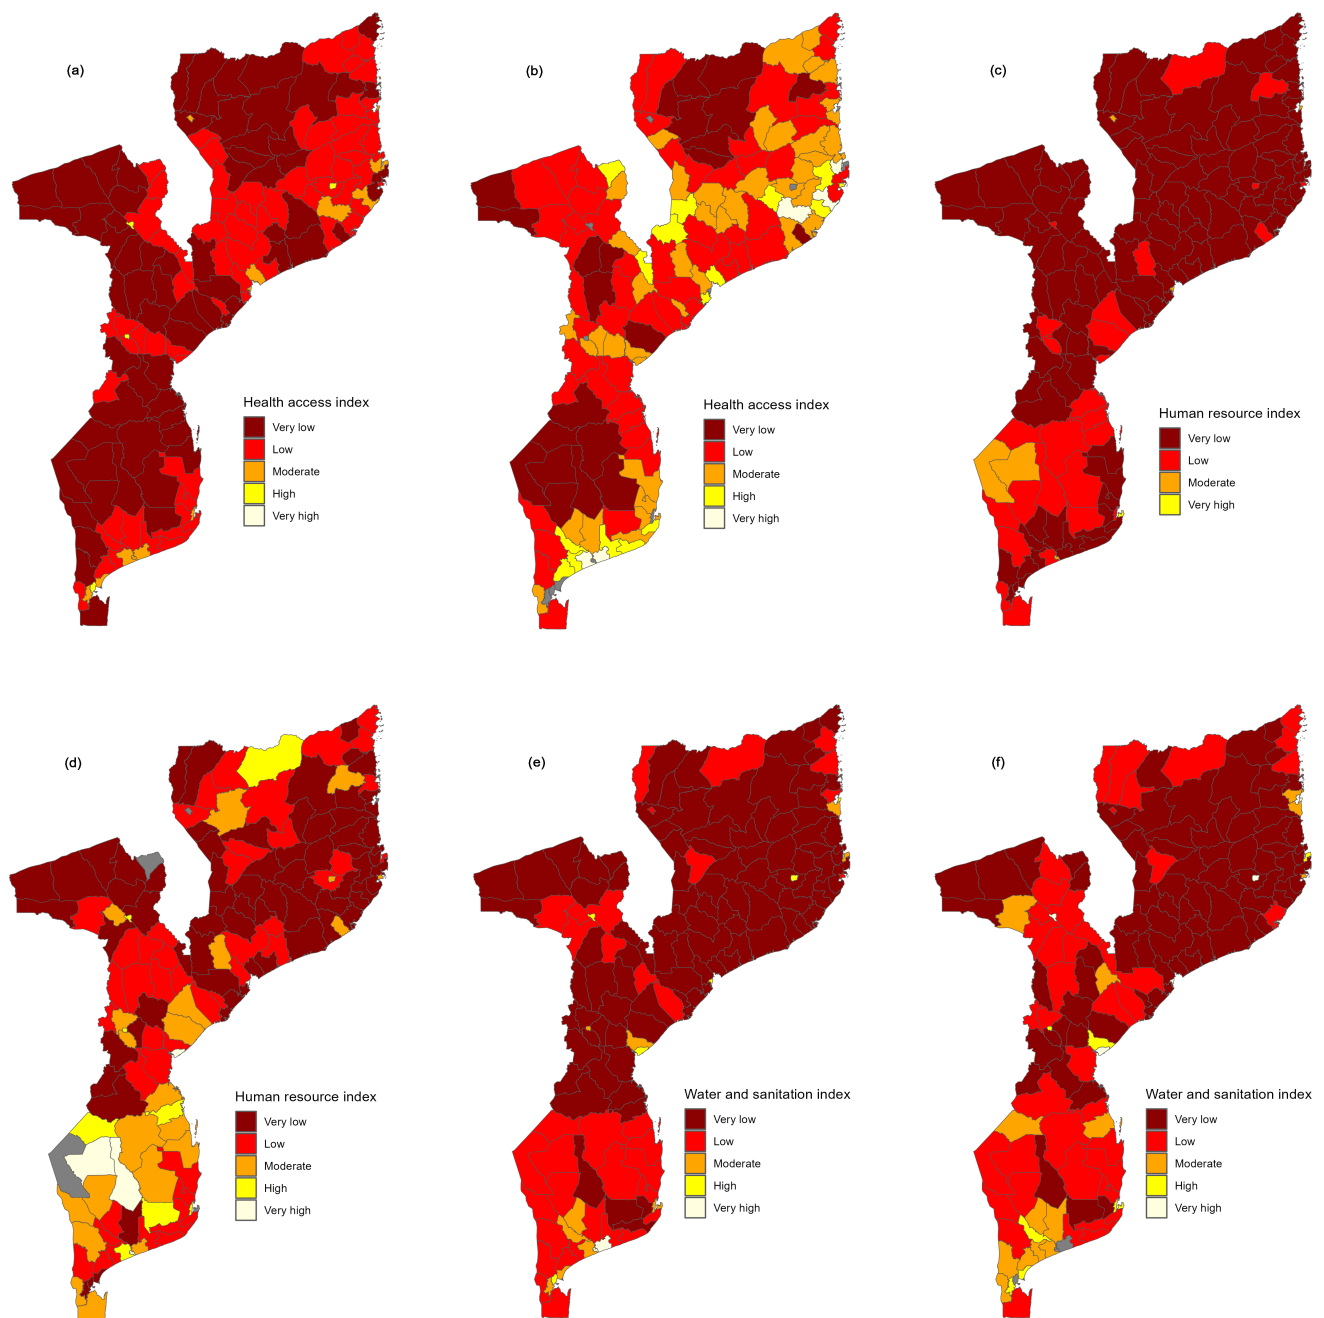 (a)
Health access index
Very low
Low
Moderate
High
Very high
(b)
Health access index
Very low
Low
Moderate
High
Very high
(c)
Human resource index
Very low
Low
Moderate
Very high
(d)
Human resource index
Very low
Low
Moderate
High
Very high
(e)
Water and sanitation index
Very low
Low
Moderate
High
Very high
(f)
Water and sanitation index
Very low
Low
Moderate
High
Very high